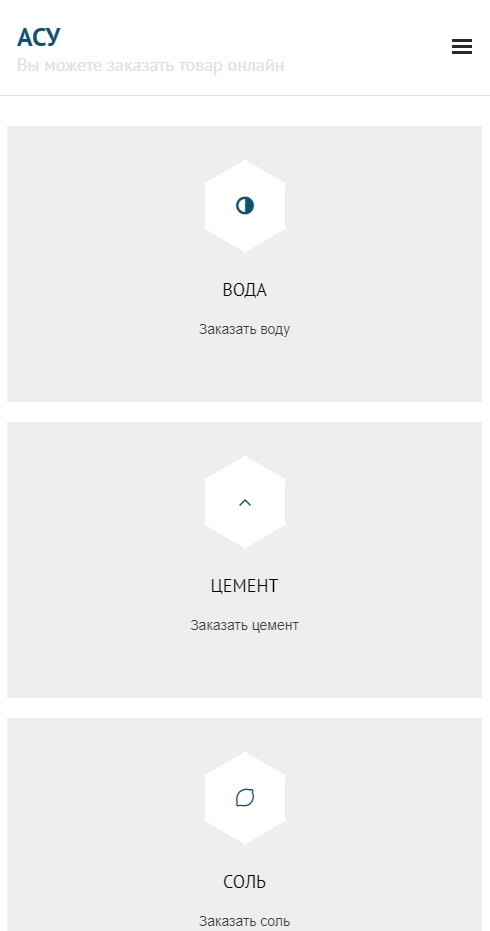 АСУ
Вы можете заказать товар онлайн
ВОДА
Заказать воду
ЦЕМЕНТ
Заказать цемент
СОЛЬ
Заказать соль